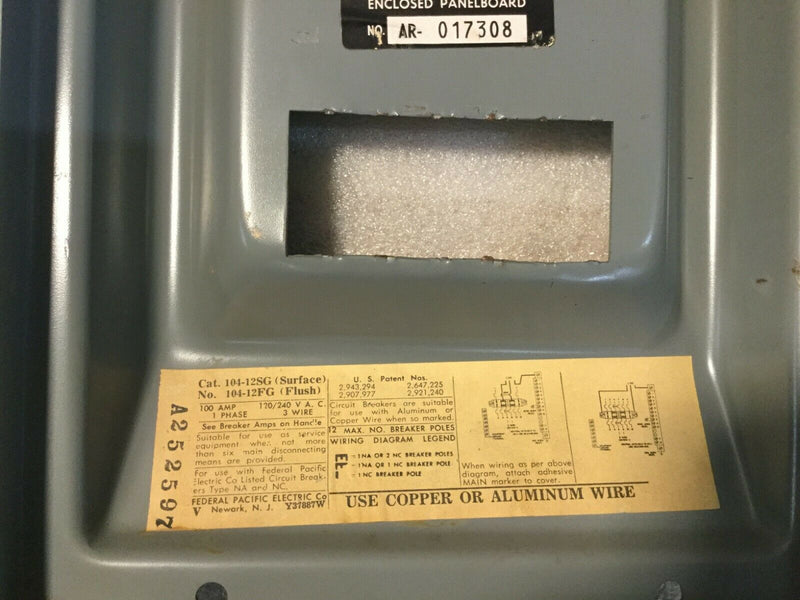 ENCLOSED PANELBOARD
NO. AR- 017308
Cat. 104-12SG (Surface)
No. 104-12FG (Flush)
100 AMP 120/240 V A. C.
1 PHASE 3 WIRE
See Breaker Amps on Handle
Suitable for use as service
equipment when not more
than six main disconnecting
means are provided.
For use with Federal Pacific
Electric Co Listed Circuit Break-
ers Type NA and NC.
FEDERAL PACIFIC ELECTRIC Co
V Newark, N. J. Y37887W
A252597
U. S. Patent Nos.
2,943,294 2,647,225
2,907,977 2,921,240
Circuit Breakers are suitable
for use with Aluminum or
Copper Wire when so marked.
12 MAX. NO. BREAKER POLES
WIRING DIAGRAM LEGEND
- 1NA OR 2 NC BREAKER POLES
- 1NA OR 1 NC BREAKER POLE
- 1NC BREAKER POLE
When wiring as per above
diagram, attach adhesive
MAIN marker to cover.
USE COPPER OR ALUMINUM WIRE